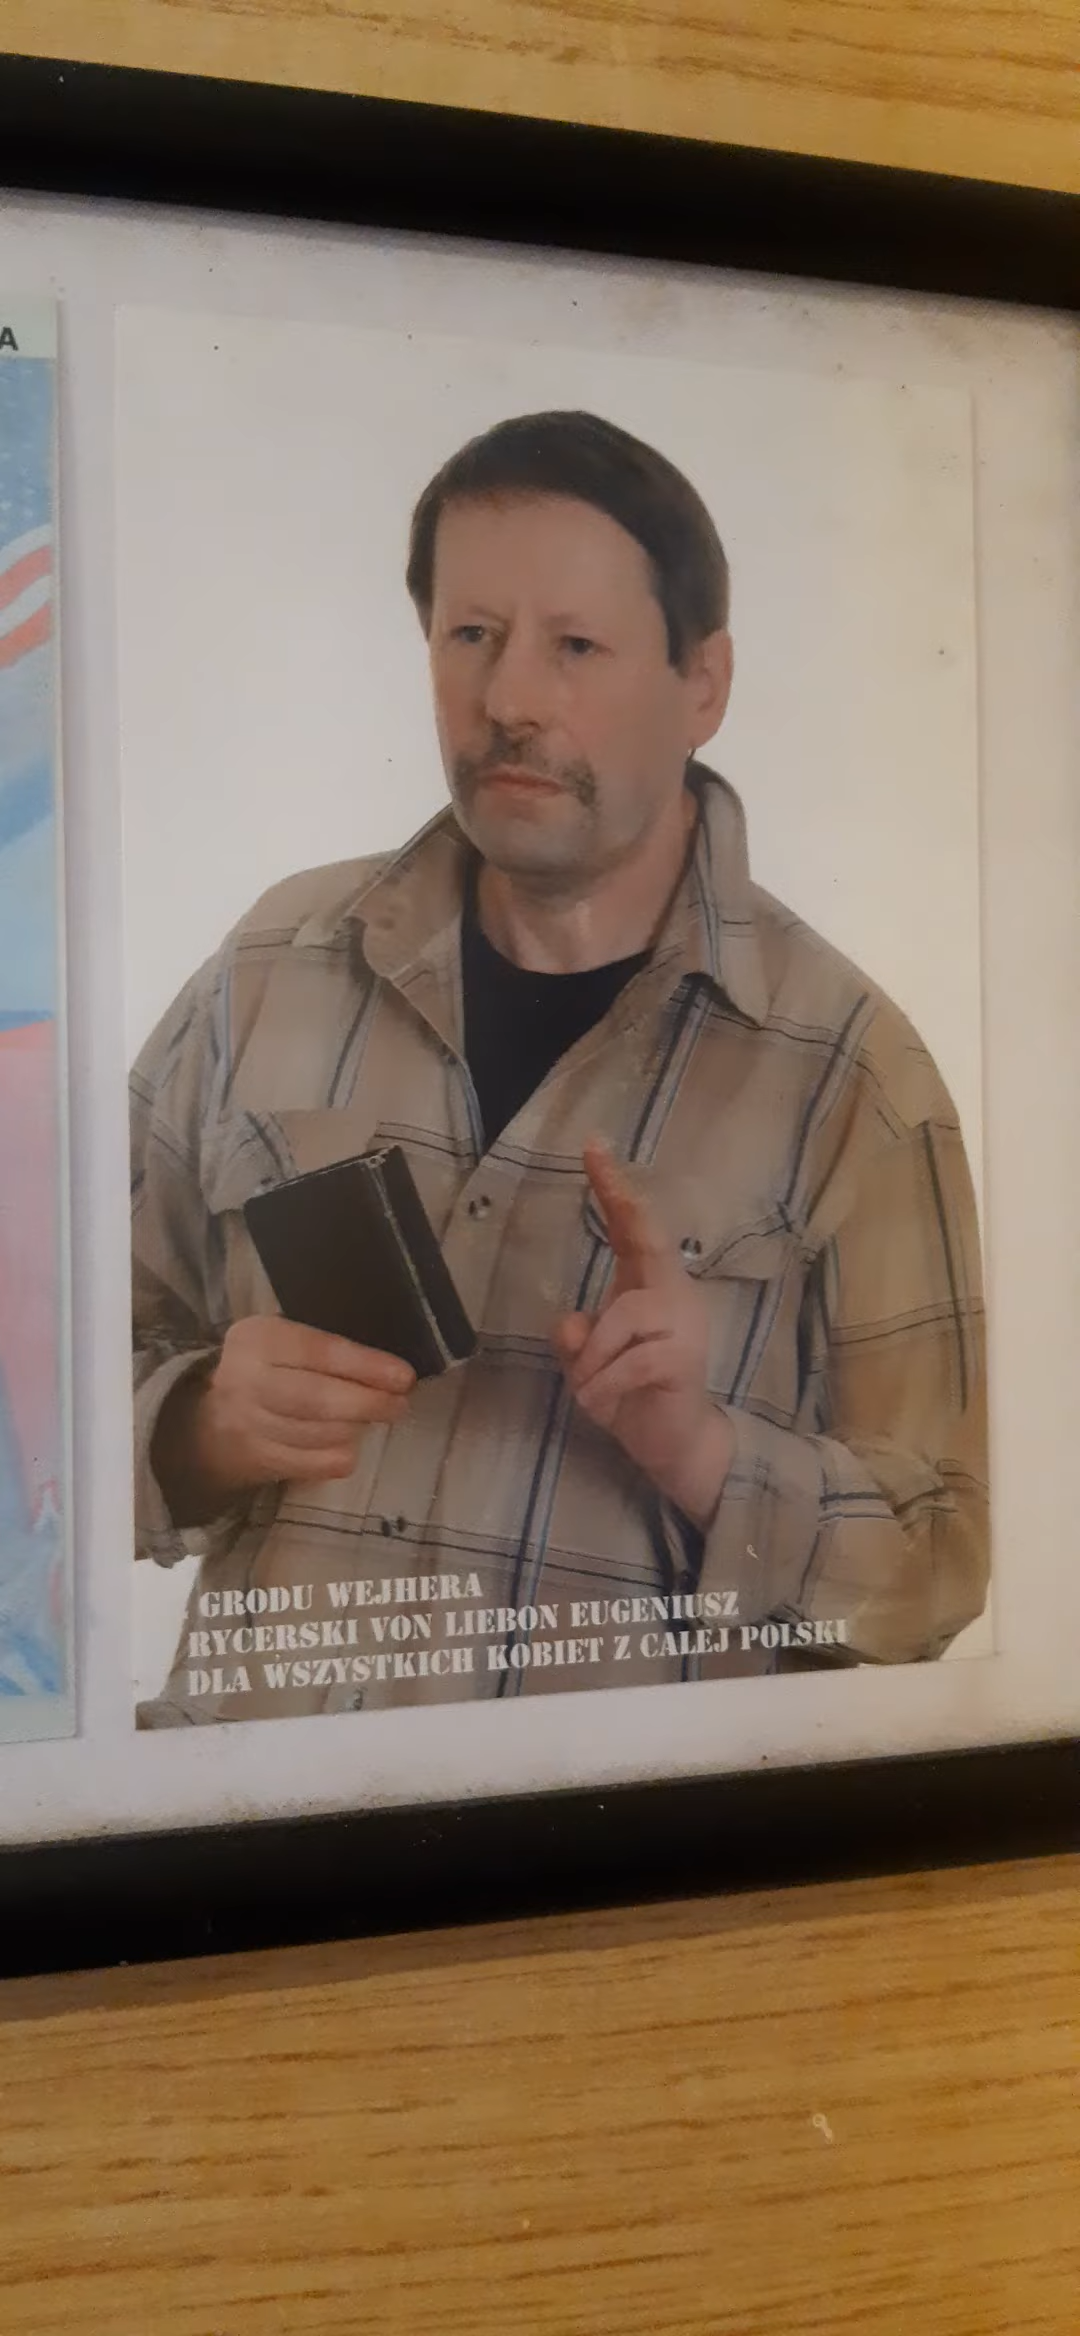 A
GRODU WEJHERA
RYCERSKI VON LIEBON EUGENIUSZ
DLA WSZYSTKICH KOBIET Z CALEJ POLSKI